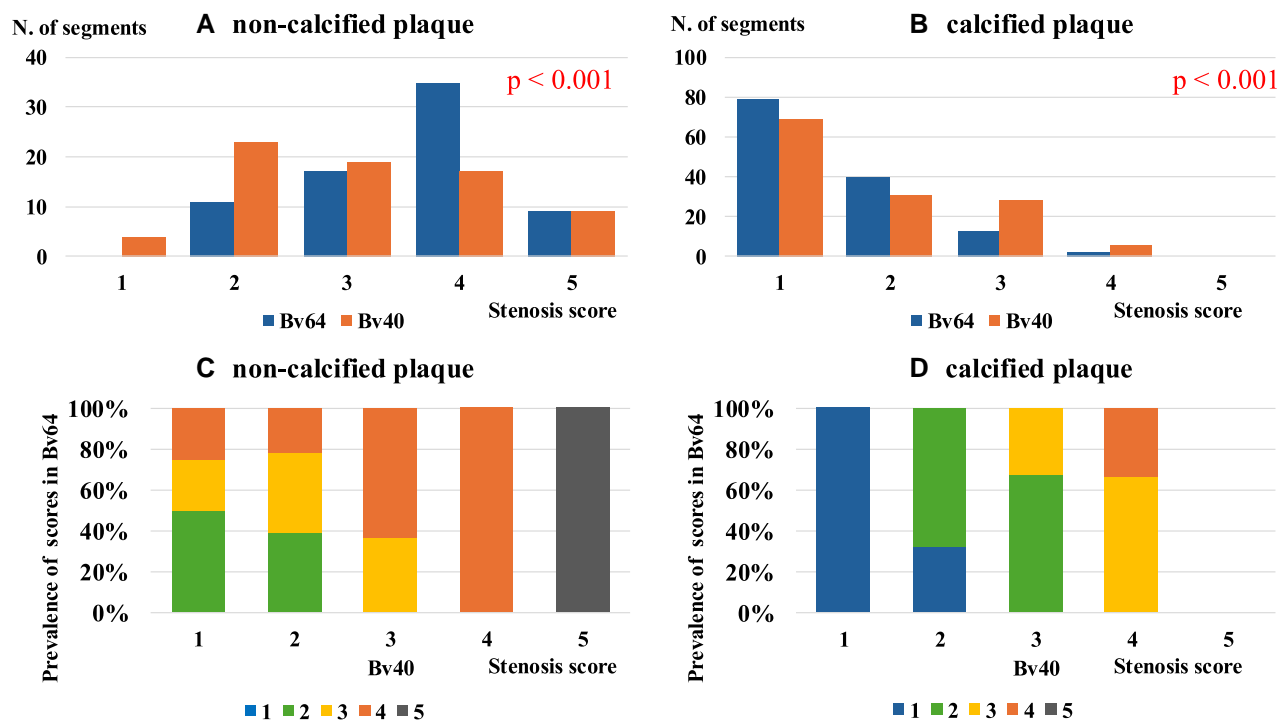 A non-calcified plaque
N. of segments
p < 0.001
40
30
20
10
0
1 2 3 4 5
Stenosis score
Bv64 Bv40
B calcified plaque
N. of segments
p < 0.001
100
80
60
40
20
0
1 2 3 4 5
Stenosis score
Bv64 Bv40
C non-calcified plaque
Prevalence of scores in Bv64
100%
80%
60%
40%
20%
0%
1 2 3 4 5
Bv40 Stenosis score
1 2 3 4 5
D calcified plaque
Prevalence of scores in Bv64
100%
80%
60%
40%
20%
0%
1 2 3 4 5
Bv40 Stenosis score
1 2 3 4 5